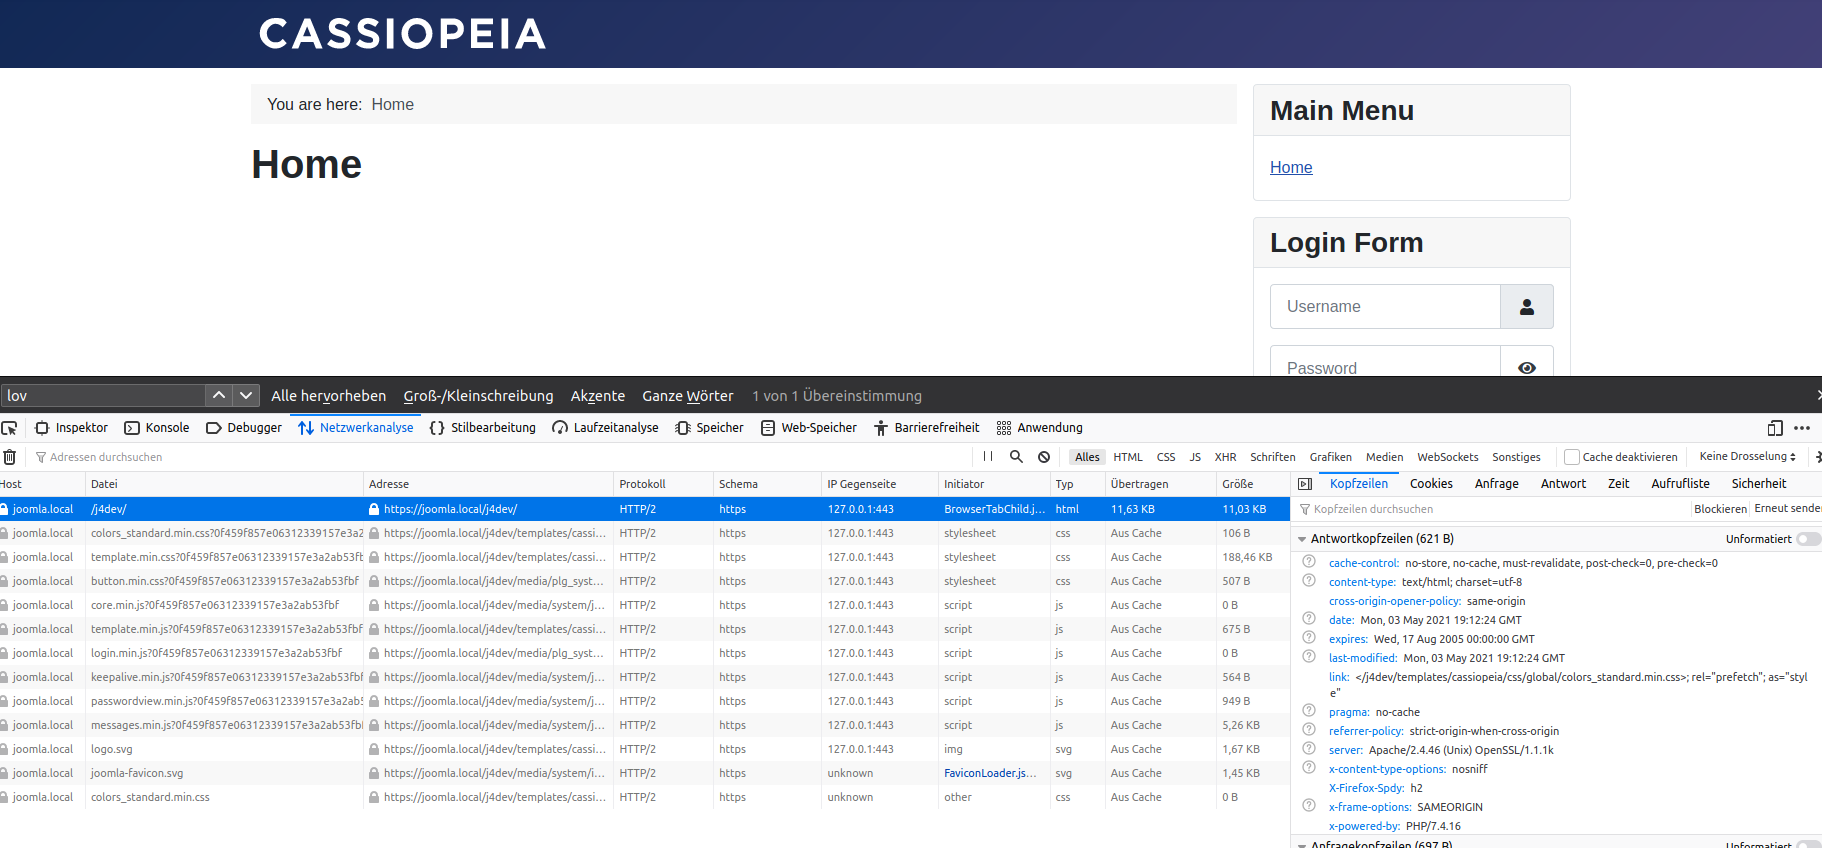 CASSIOPEIA
You are here: Home
Home
Main Menu
Home
Login Form
Username
Password
lov Alle hervorheben Groß-/Kleinschreibung Akzente Ganze Wörter 1 von 1 Übereinstimmung
Inspektor Konsole Debugger Netzwerkanalyse Stilbearbeitung Laufzeitanalyse Speicher Web-Speicher Barrierefreiheit Anwendung
Adressen durchsuchen Alles HTML CSS JS XHR Schriften Grafiken Medien WebSockets Sonstiges Cache deaktivieren Keine Drosselung
Host Datei Adresse Protokoll Schema IP Gegenseite Initiator Typ Übertragen Größe
joomla.local /j4dev/ https://joomla.local/j4dev/ HTTP/2 https 127.0.0.1:443 BrowserTabChild.j... html 11,63 KB 11,03 KB
joomla.local colors_standard.min.css?0f459f857e06312339157e3a2 https://joomla.local/j4dev/templates/cassi... HTTP/2 https 127.0.0.1:443 stylesheet css Aus Cache 106 B
joomla.local template.min.css?0f459f857e06312339157e3a2ab53fb https://joomla.local/j4dev/templates/cassi... HTTP/2 https 127.0.0.1:443 stylesheet css Aus Cache 188,46 KB
joomla.local button.min.css?0f459f857e06312339157e3a2ab53fbf https://joomla.local/j4dev/media/plg_syst... HTTP/2 https 127.0.0.1:443 stylesheet css Aus Cache 507 B
joomla.local core.min.js?0f459f857e06312339157e3a2ab53fbf https://joomla.local/j4dev/media/system/j... HTTP/2 https 127.0.0.1:443 script js Aus Cache 0 B
joomla.local template.min.js?0f459f857e06312339157e3a2ab53fbf https://joomla.local/j4dev/templates/cassi... HTTP/2 https 127.0.0.1:443 script js Aus Cache 675 B
joomla.local login.min.js?0f459f857e06312339157e3a2ab53fbf https://joomla.local/j4dev/media/plg_syst... HTTP/2 https 127.0.0.1:443 script js Aus Cache 0 B
joomla.local keepalive.min.js?0f459f857e06312339157e3a2ab53fbf https://joomla.local/j4dev/media/system/j... HTTP/2 https 127.0.0.1:443 script js Aus Cache 564 B
joomla.local passwordview.min.js?0f459f857e06312339157e3a2ab5 https://joomla.local/j4dev/media/system/j... HTTP/2 https 127.0.0.1:443 script js Aus Cache 949 B
joomla.local messages.min.js?0f459f857e06312339157e3a2ab53fb https://joomla.local/j4dev/media/system/j... HTTP/2 https 127.0.0.1:443 script js Aus Cache 5,26 KB
joomla.local logo.svg https://joomla.local/j4dev/templates/cassi... HTTP/2 https 127.0.0.1:443 img svg Aus Cache 1,67 KB
joomla.local joomla-favicon.svg https://joomla.local/j4dev/media/system/i... HTTP/2 https unknown FaviconLoader.js... svg Aus Cache 1,45 KB
joomla.local colors_standard.min.css https://joomla.local/j4dev/templates/cassi... HTTP/2 https unknown other css Aus Cache 0 B
Kopfzeilen Cookies Anfrage Antwort Zeit Aufrufliste Sicherheit
Kopfzeilen durchsuchen Blockieren Erneut sender
Antwortkopfzeilen (621 B) Unformatiert
cache-control: no-store, no-cache, must-revalidate, post-check=0, pre-check=0
content-type: text/html; charset=utf-8
cross-origin-opener-policy: same-origin
date: Mon, 03 May 2021 19:12:24 GMT
expires: Wed, 17 Aug 2005 00:00:00 GMT
last-modified: Mon, 03 May 2021 19:12:24 GMT
link: </j4dev/templates/cassiopeia/css/global/colors_standard.min.css>; rel="prefetch"; as="styl
e"
pragma: no-cache
referrer-policy: strict-origin-when-cross-origin
server: Apache/2.4.46 (Unix) OpenSSL/1.1.1k
x-content-type-options: nosniff
X-Firefox-Spdy: h2
x-frame-options: SAMEORIGIN
x-powered-by: PHP/7.4.16
Anfragekopfzeilen (697 B) Unformatiert